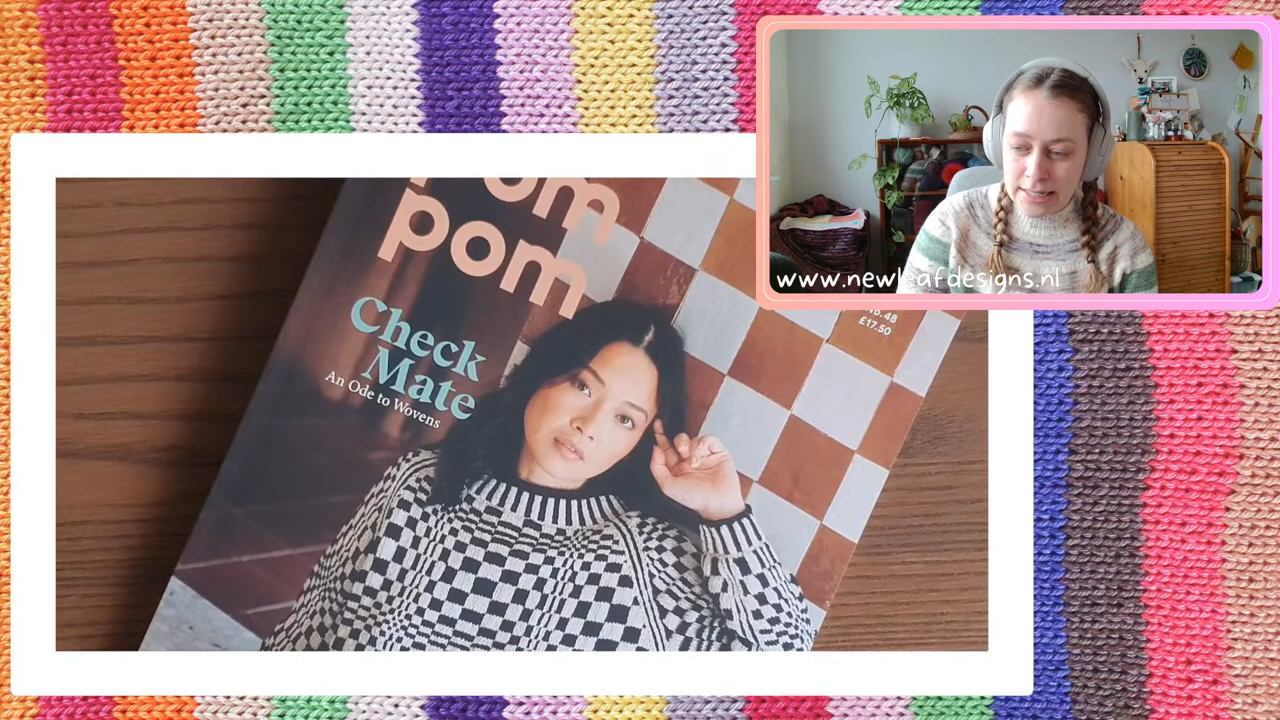 pom
pom
Check
Mate
An Ode to Wovens
£17.50
www.newleafdesigns.nl